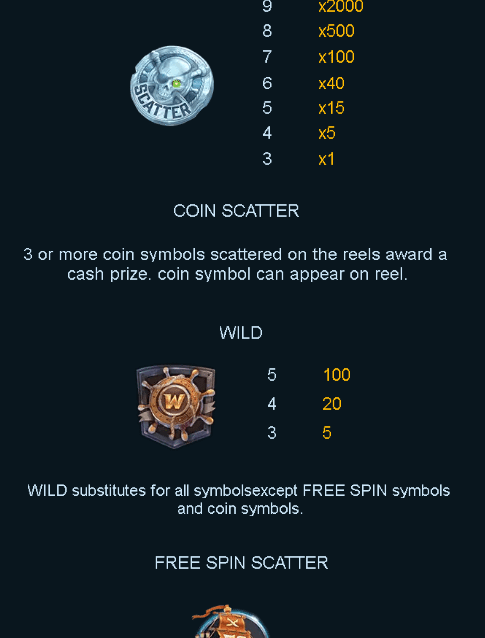 9 x2000
8 x500
7 x100
6 x40
5 x15
4 x5
3 x1
SCATTER
COIN SCATTER
3 or more coin symbols scattered on the reels award a
cash prize. coin symbol can appear on reel.
WILD
5 100
4 20
3 5
W
WILD substitutes for all symbolsexcept FREE SPIN symbols
and coin symbols.
FREE SPIN SCATTER